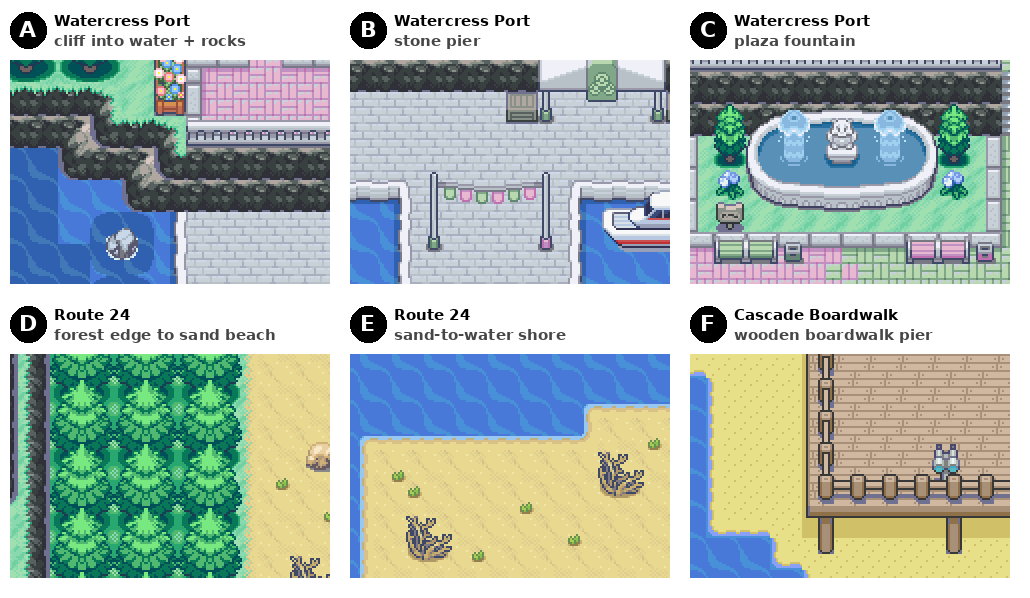 A
Watercress Port
cliff into water + rocks
B
Watercress Port
stone pier
C
Watercress Port
plaza fountain
D
Route 24
forest edge to sand beach
E
Route 24
sand-to-water shore
F
Cascade Boardwalk
wooden boardwalk pier